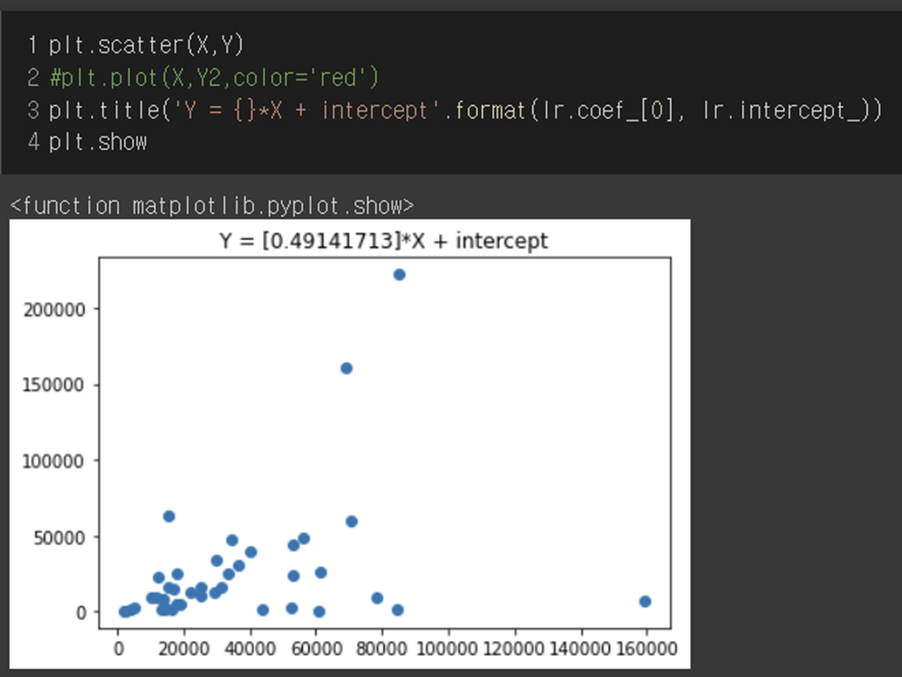 1 plt.scatter(X,Y)
2 #plt.plot(X,Y2,color='red')
3 plt.title('Y = {}*X + intercept'.format(lr.coef_[0], lr.intercept_))
4 plt.show
<function matplotlib.pyplot.show>
Y = [0.49141713]*X + intercept
200000
150000
100000
50000
0
0 20000 40000 60000 80000 100000 120000 140000 160000